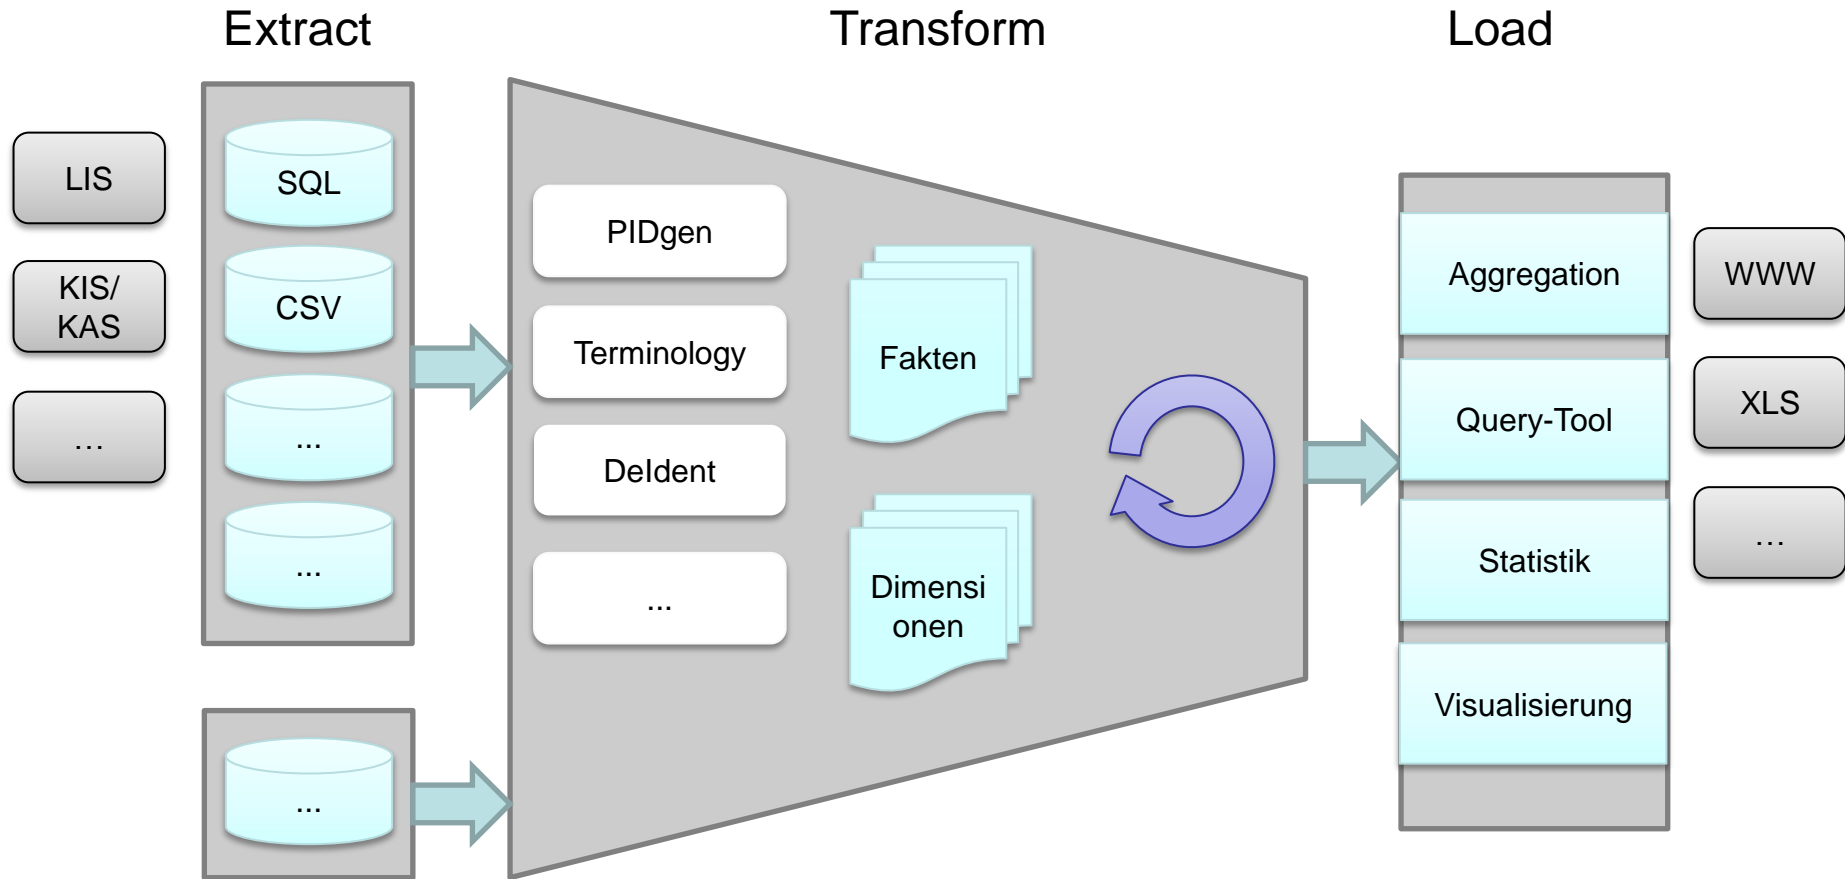 Extract
Transform
Load
LIS
KIS/
KAS
…
SQL
CSV
...
...
...
PIDgen
Terminology
DeIdent
...
Fakten
Dimensi
onen
Aggregation
Query-Tool
Statistik
Visualisierung
WWW
XLS
…